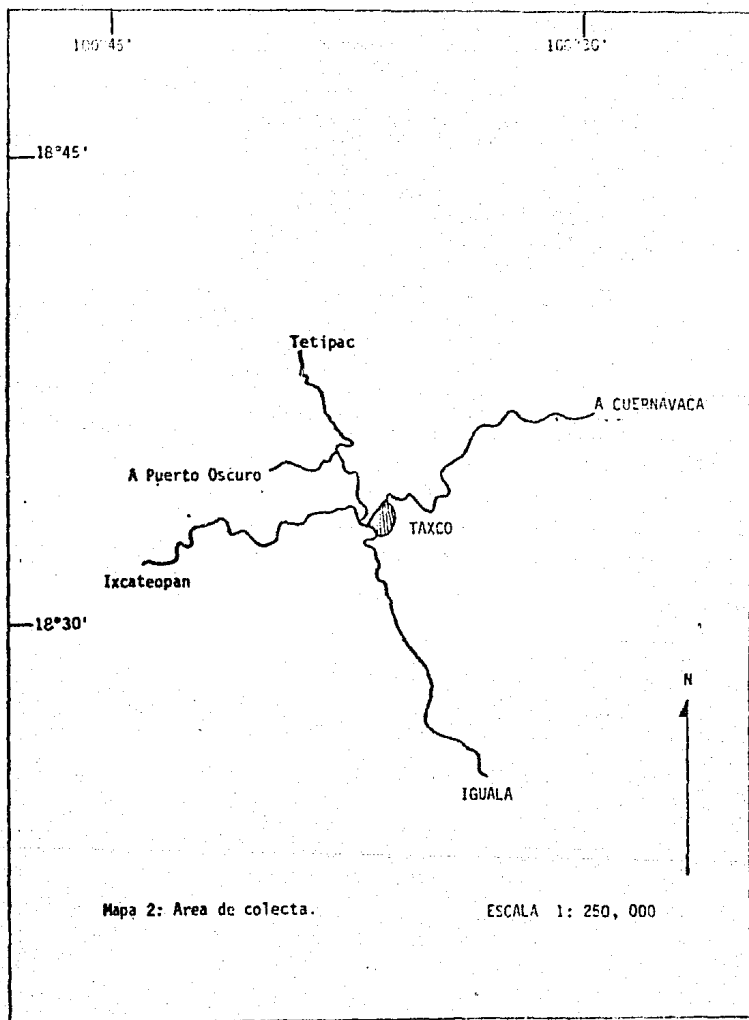 100°45' 100°30'
18°45'
Tetipac
A CUERNAVACA
A Puerto Oscuro
TAXCO
Ixcateopan
18°30'
N
IGUALA
Mapa 2: Area de colecta. ESCALA 1: 250, 000